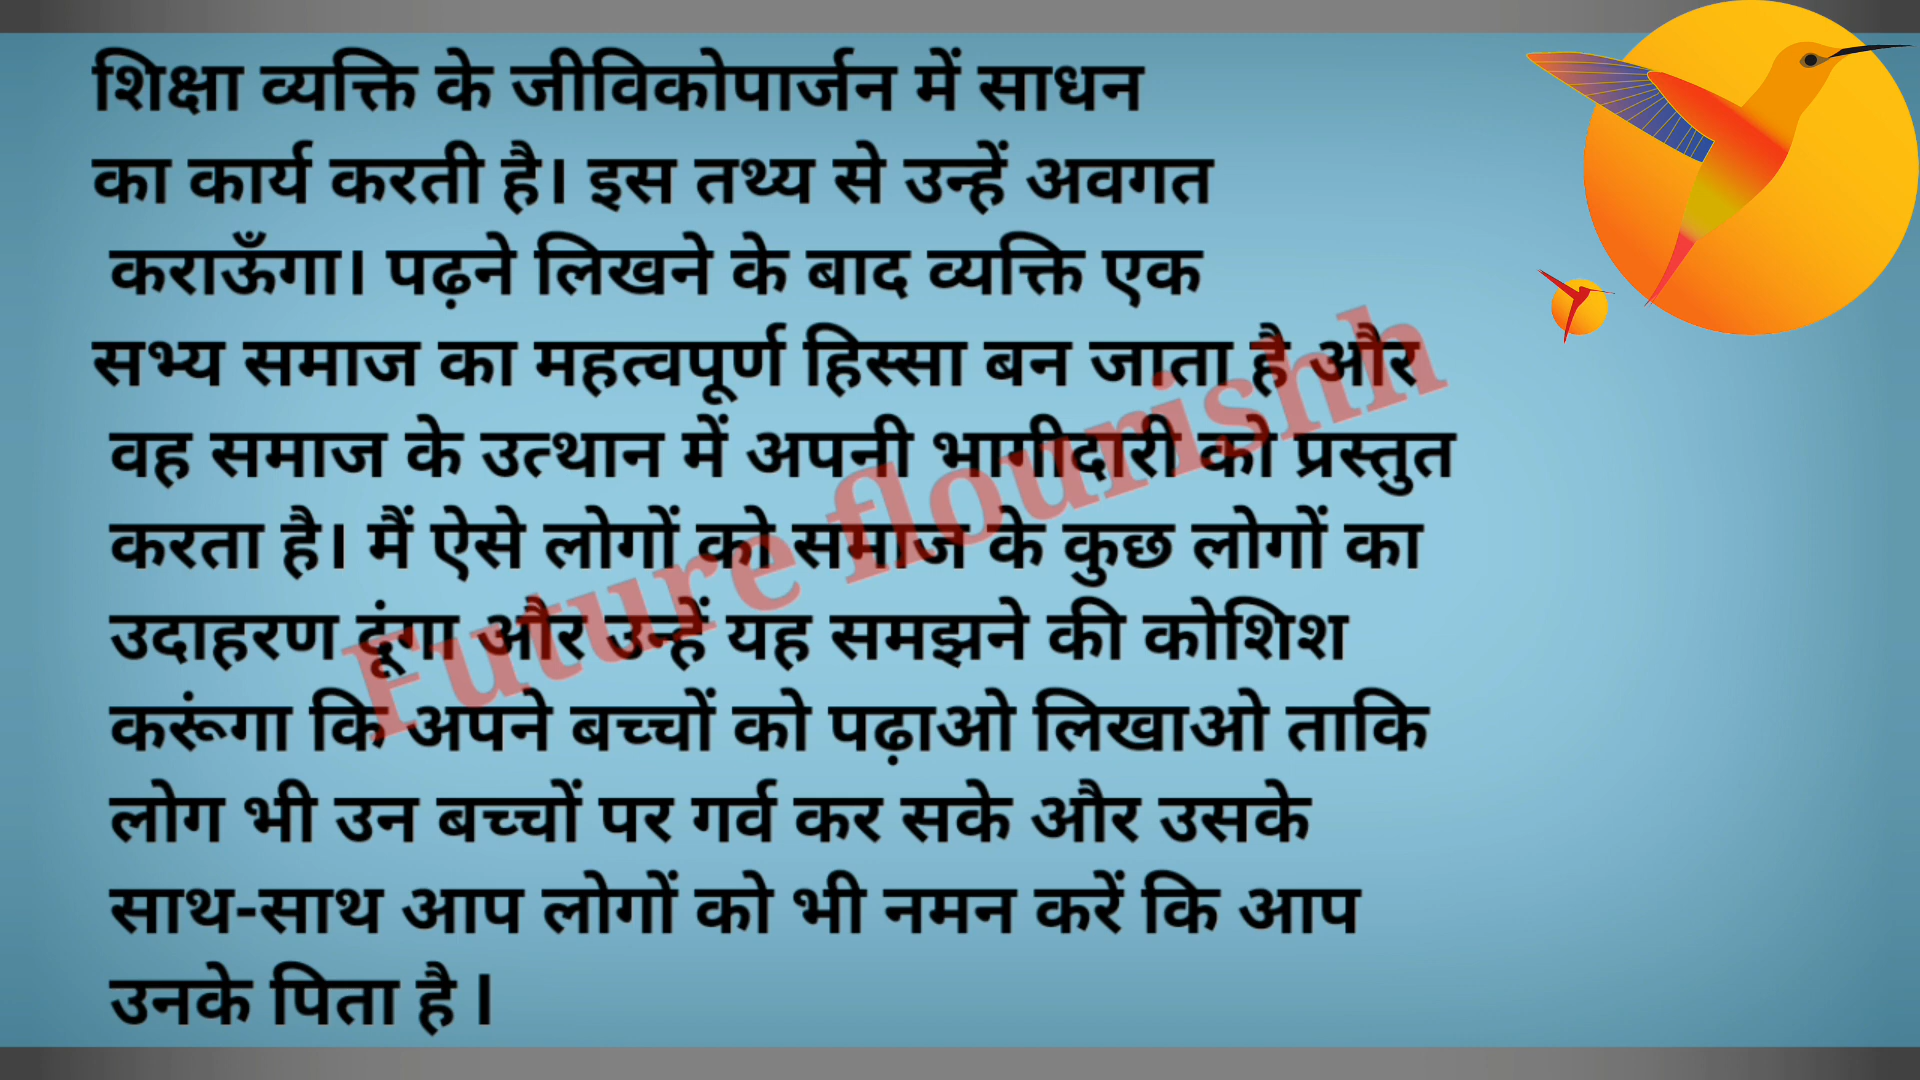 शिक्षा व्यक्ति के जीविकोपार्जन में साधन
का कार्य करती है। इस तथ्य से उन्हें अवगत
कराऊँगा। पढ़ने लिखने के बाद व्यक्ति एक
सभ्य समाज का महत्वपूर्ण हिस्सा बन जाता है और
वह समाज के उत्थान में अपनी भागीदारी को प्रस्तुत
करता है। मैं ऐसे लोगों को समाज के कुछ लोगों का
उदाहरण दूंगा और उन्हें यह समझने की कोशिश
करूंगा कि अपने बच्चों को पढ़ाओ लिखाओ ताकि
लोग भी उन बच्चों पर गर्व कर सके और उसके
साथ-साथ आप लोगों को भी नमन करें कि आप
उनके पिता है l
Future flourishh